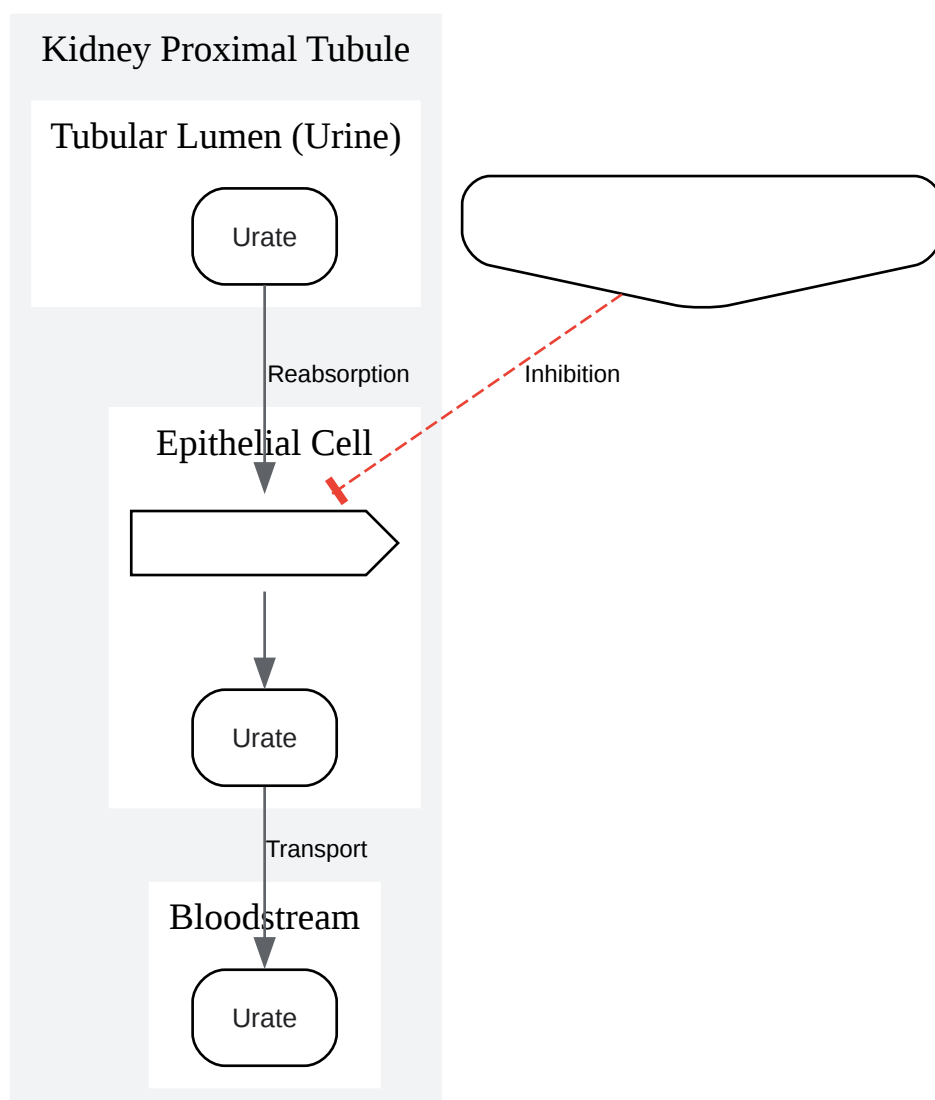 Kidney Proximal Tubule
Tubular Lumen (Urine)
Urate
Reabsorption
Inhibition
Epithelial Cell
Urate
Transport
Bloodstream
Urate